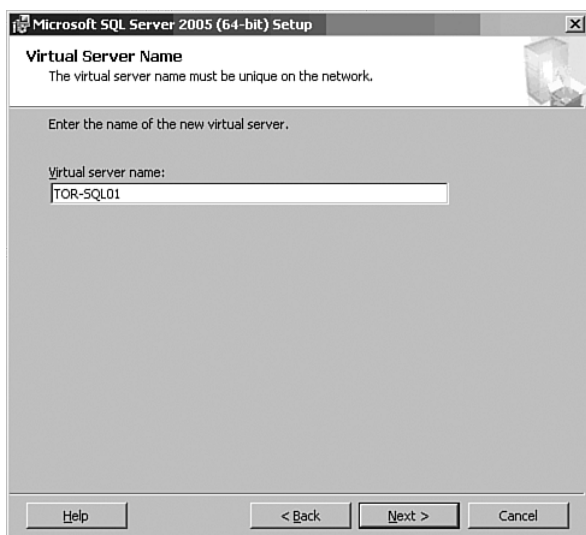 Microsoft SQL Server 2005 (64-bit) Setup
Virtual Server Name
The virtual server name must be unique on the network.
Enter the name of the new virtual server.
Virtual server name:
TOR-SQL01
Help
< Back
Next >
Cancel